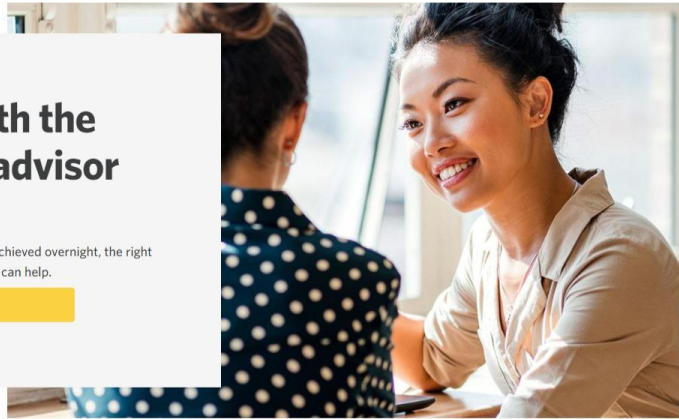 th the
advisor
chieved overnight, the right
can help.